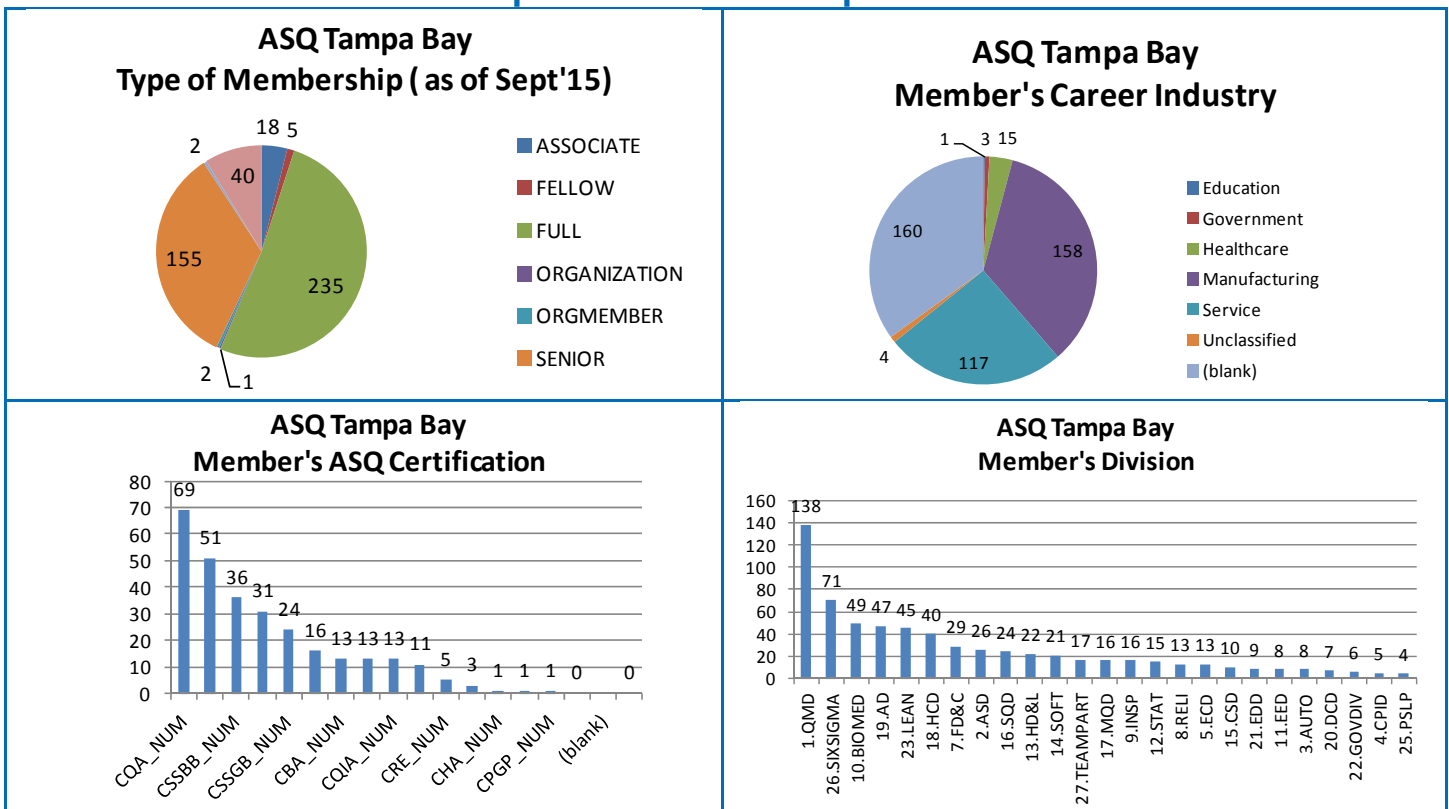 ASQ Tampa Bay
Type of Membership ( as of Sept'15)
2
18
5
40
155
235
2
1
ASSOCIATE
FELLOW
FULL
ORGANIZATION
ORGMEMBER
SENIOR
ASQ Tampa Bay
Member's Career Industry
1
3
15
160
158
4
117
Education
Government
Healthcare
Manufacturing
Service
Unclassified
(blank)
ASQ Tampa Bay
Member's ASQ Certification
80
70
60
50
40
30
20
10
0
69
51
36
31
24
16
13
13
13
11
5
3
1
1
1
0
0
CQA_NUM
CSSBB_NUM
CSSGB_NUM
CBA_NUM
CQIA_NUM
CRE_NUM
CHA_NUM
CPGP_NUM
(blank)
ASQ Tampa Bay
Member's Division
160
140
120
100
80
60
40
20
0
138
71
49
47
45
40
29
26
24
22
21
17
16
16
15
13
13
10
9
8
8
7
6
5
4
1.QMD
26.SIXSIGMA
10.BIOMED
19.AD
23.LEAN
18.HCD
7.FD&C
2.ASD
16.SQD
13.HD&L
14.SOFT
27.TEAMPART
17.MQD
9.INSP
12.STAT
8.RELI
5.ECD
15.CSD
21.EDD
11.EED
3.AUTO
20.DCD
22.GOVDIV
4.CPID
25.PSLP